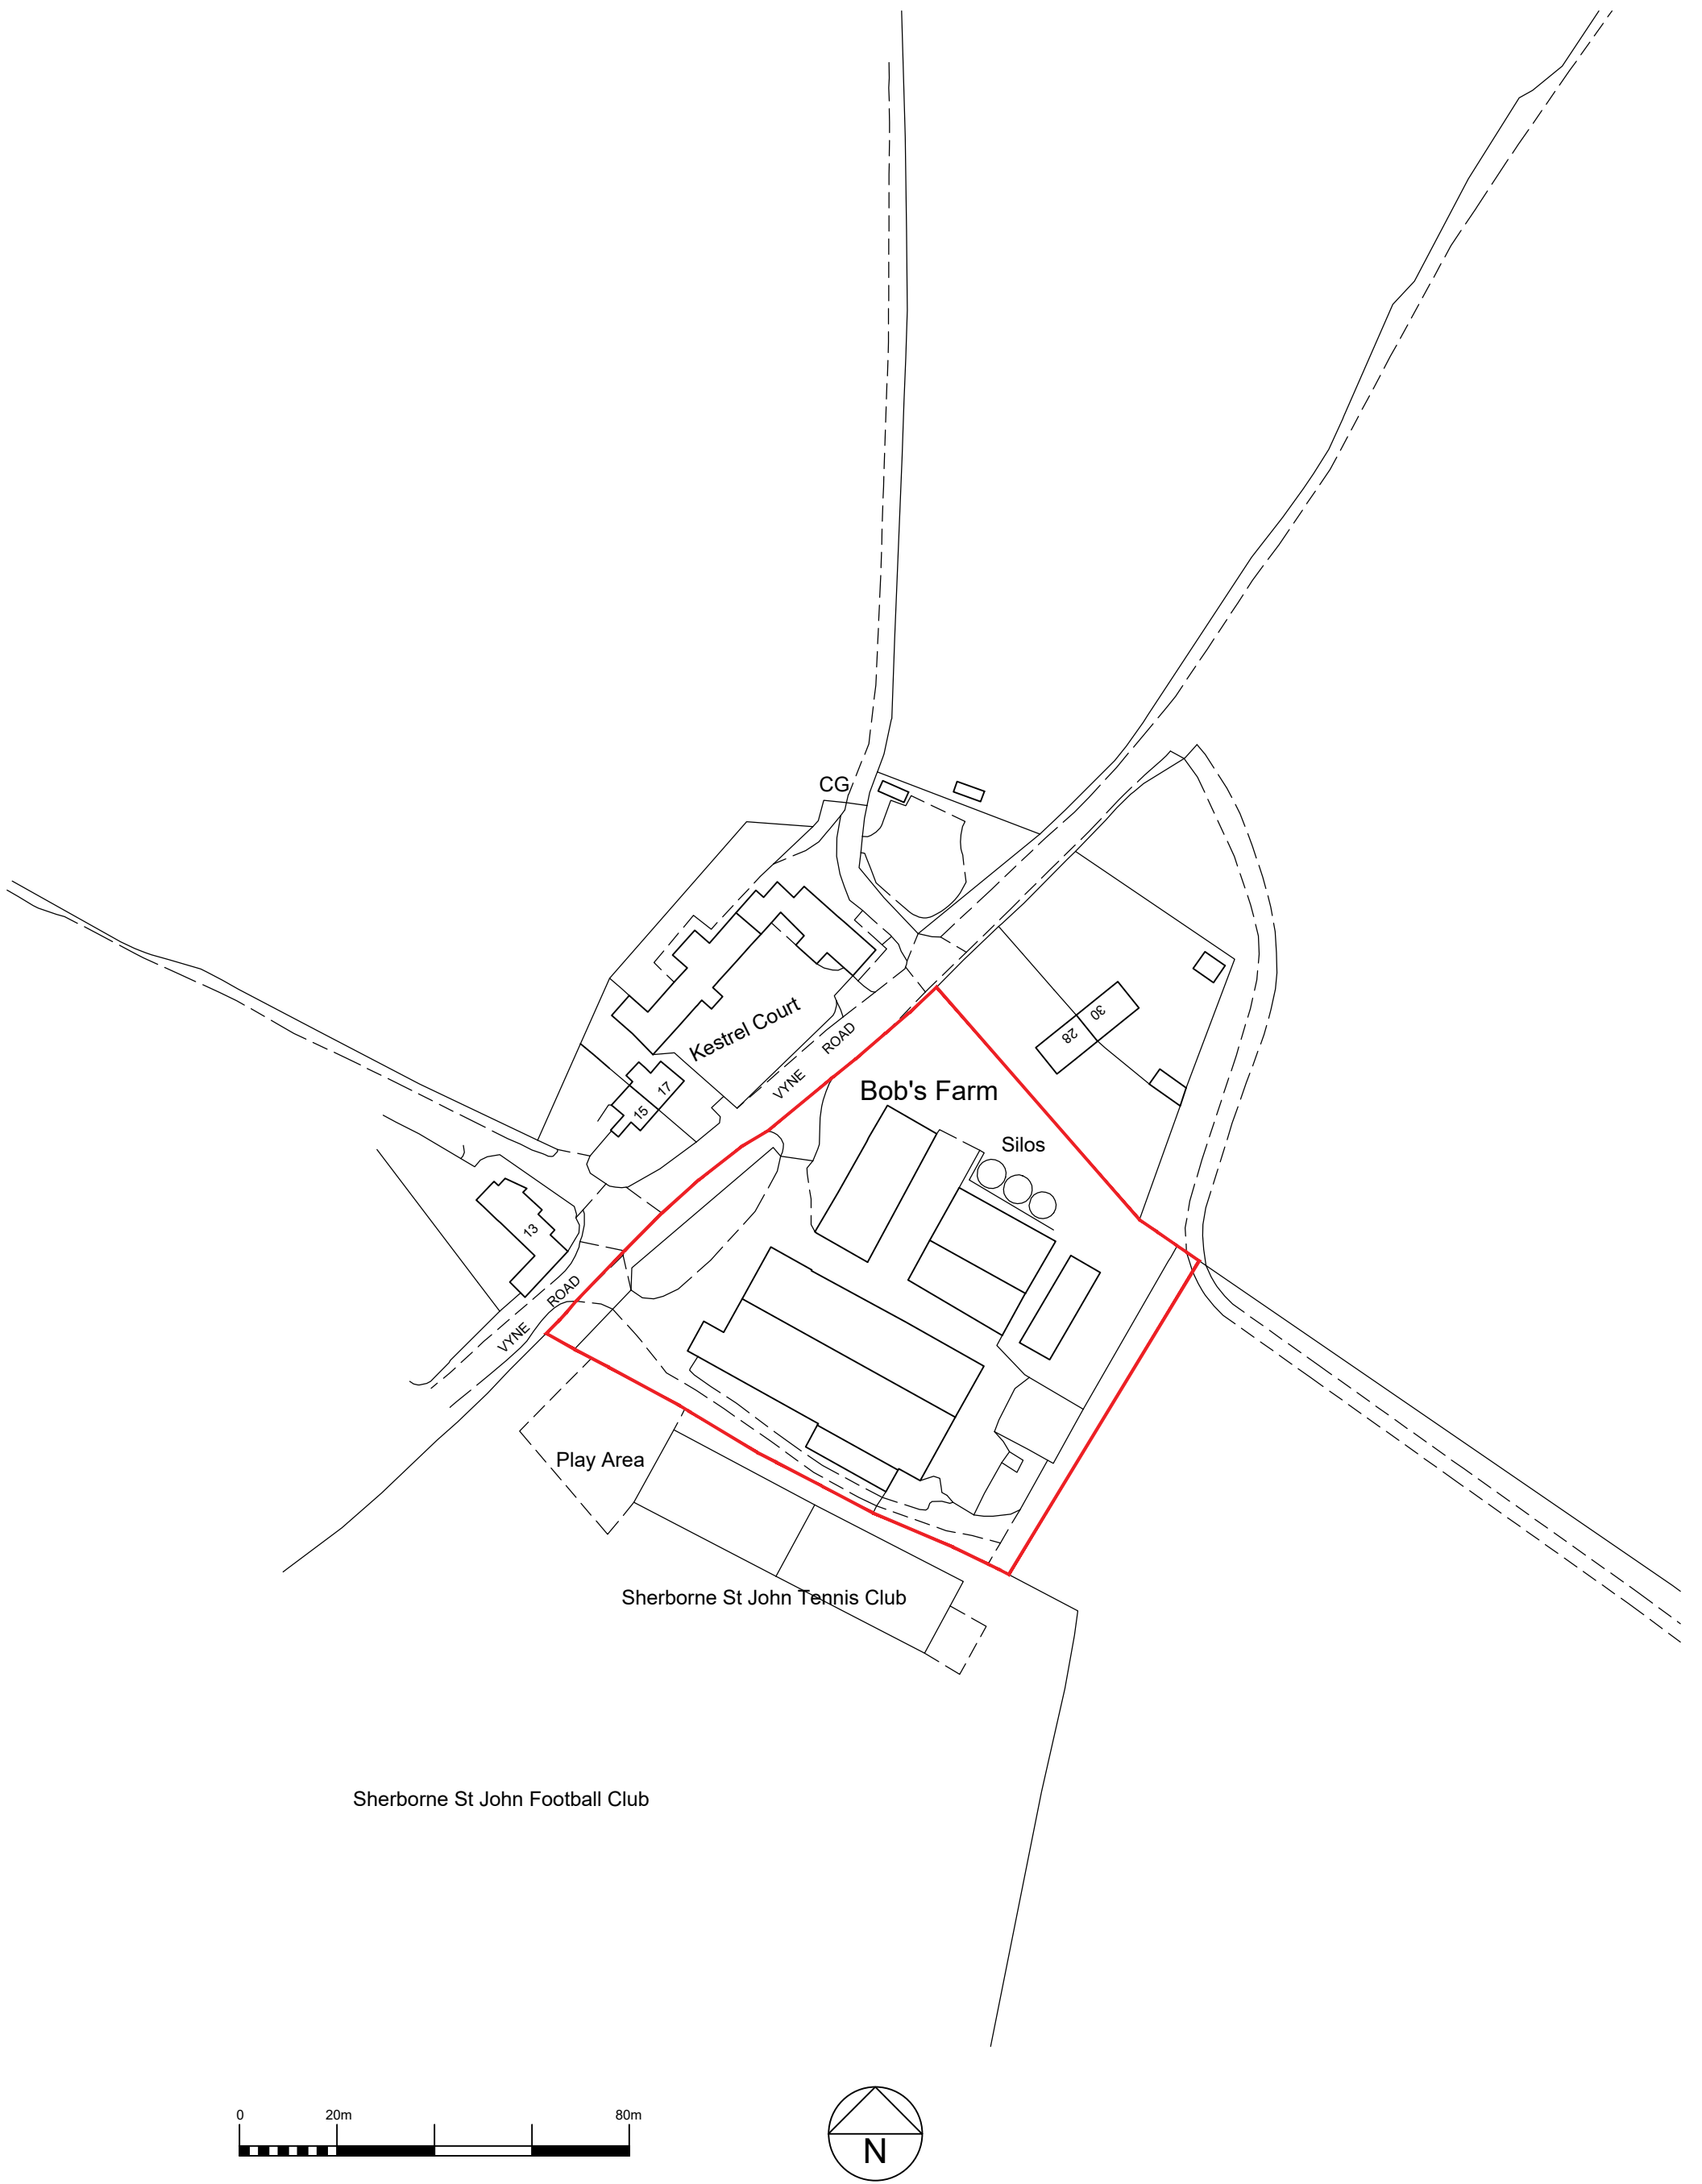 CG
Kestrel Court
VYNE ROAD
Bob's Farm
Silos
30
28
17
15
13
VYNE ROAD
Play Area
Sherborne St John Tennis Club
Sherborne St John Football Club
0 20m 80m
N